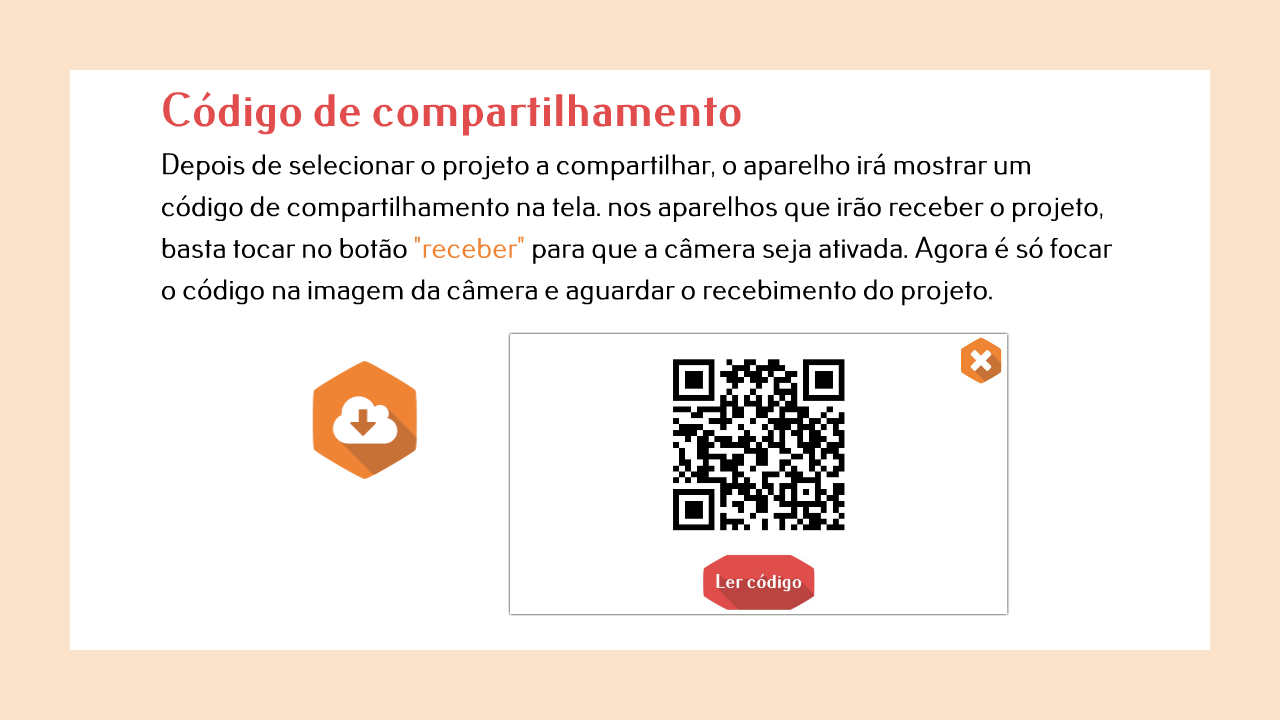 Código de compartilhamento
Depois de selecionar o projeto a compartilhar, o aparelho irá mostrar um
código de compartilhamento na tela. nos aparelhos que irão receber o projeto,
basta tocar no botão "receber" para que a câmera seja ativada. Agora é só focar
o código na imagem da câmera e aguardar o recebimento do projeto.
Ler código